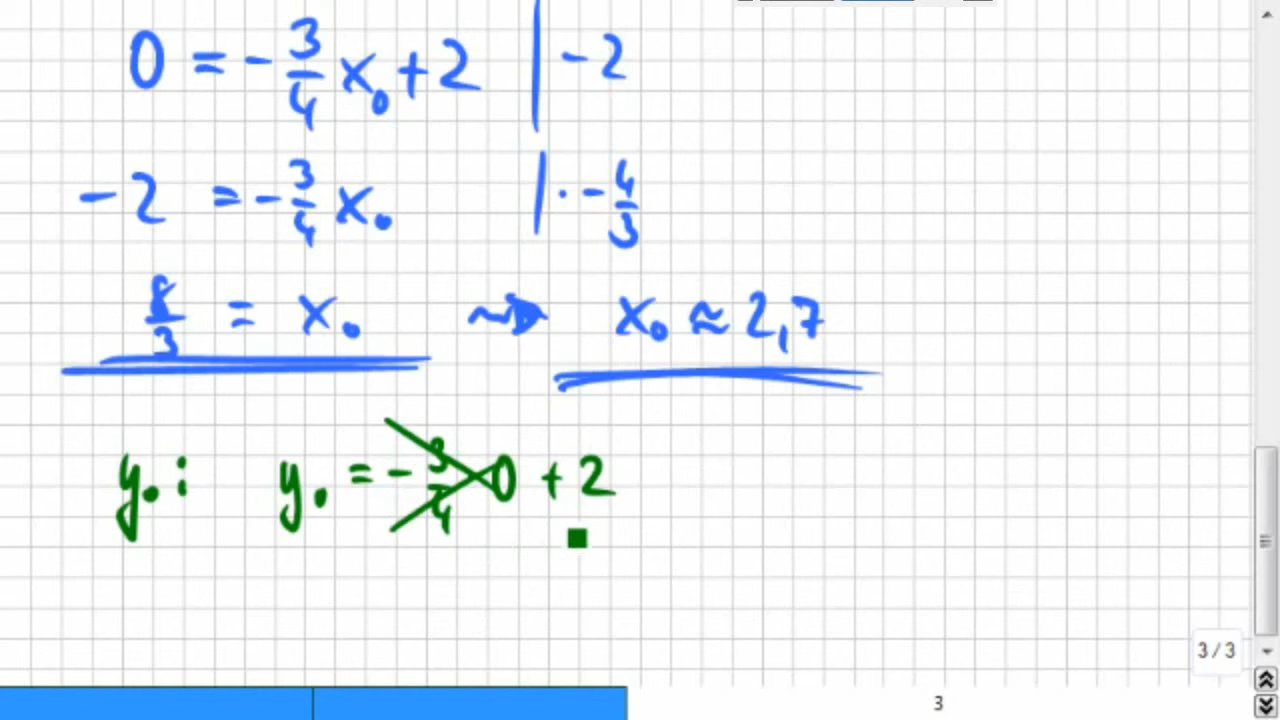 0 = -3/4 x₀ + 2 | -2
-2 = -3/4 x₀ | · -4/3
8/3 = x₀ ⇝ x₀ ≈ 2,7
y₀: y₀ = -3/4 · 0 + 2
3/3
3